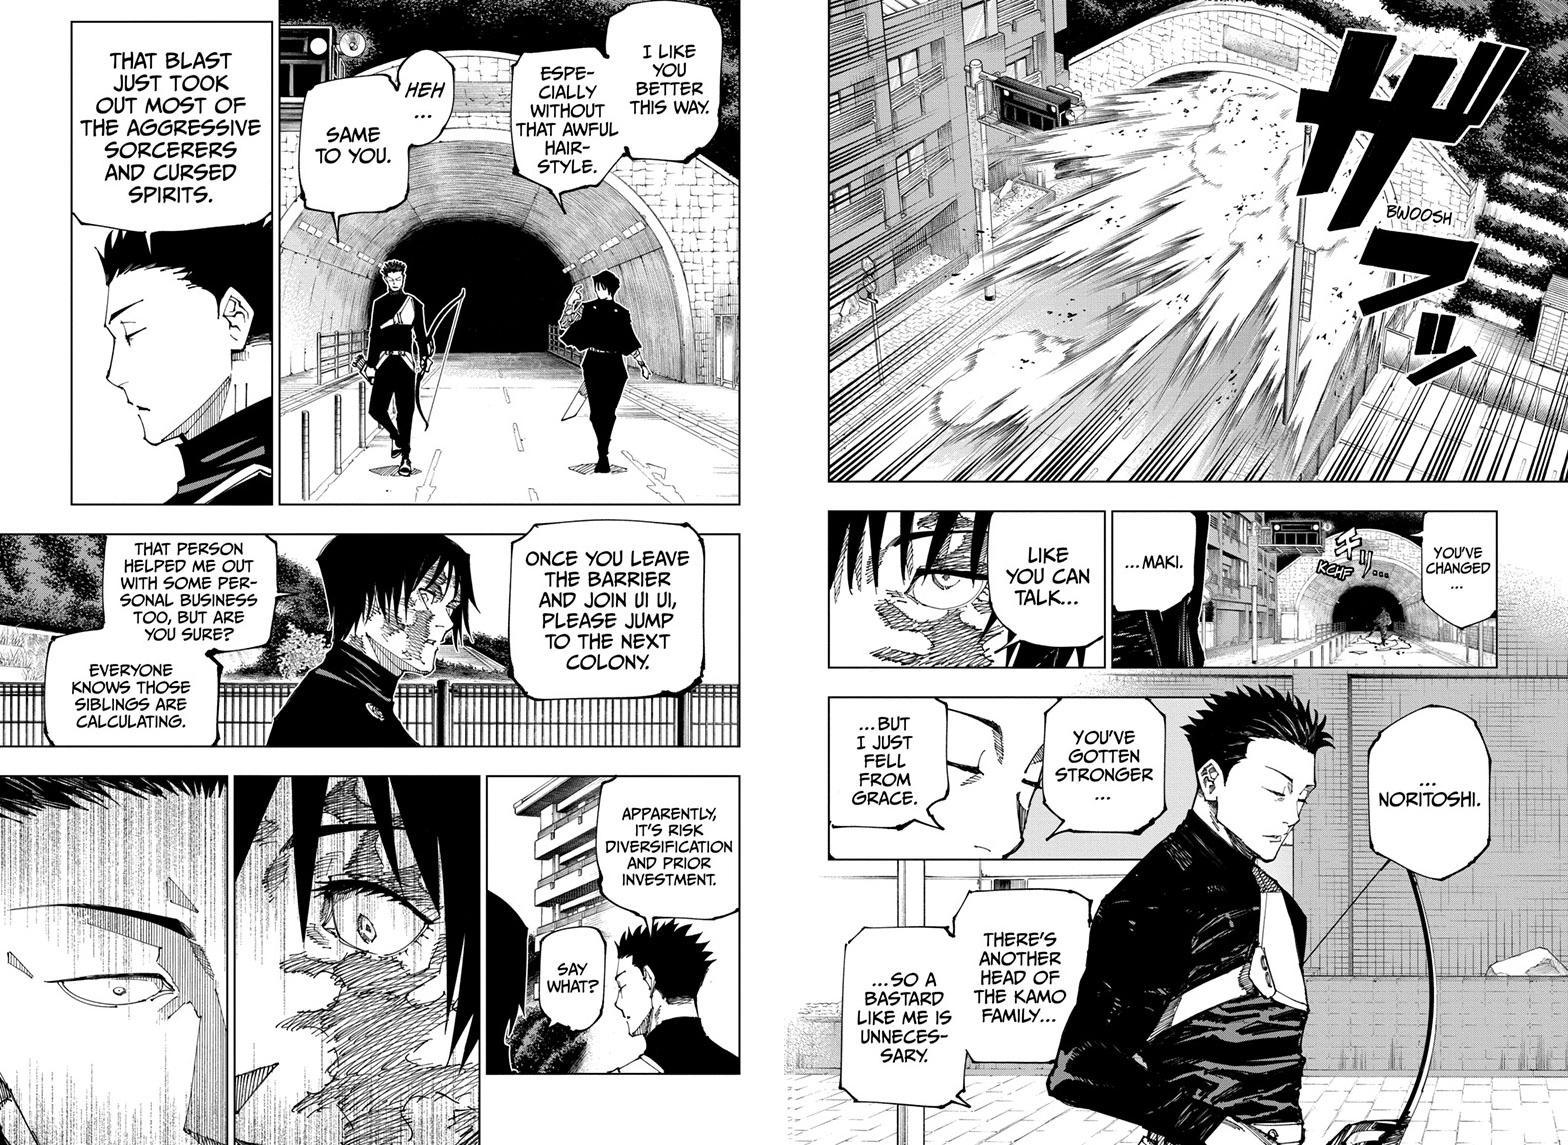 ザ
BWOOSH
YOU'VE
CHANGED
...
チリ...
KCHF
...MAKI.
LIKE
YOU CAN
TALK...
...
NORITOSHI.
YOU'VE
GOTTEN
STRONGER
...
...BUT
I JUST
FELL
FROM
GRACE.
THERE'S
ANOTHER
HEAD OF
THE KAMO
FAMILY...
...SO A
BASTARD
LIKE ME IS
UNNECES-
SARY.
I LIKE
YOU
BETTER
THIS WAY.
ESPE-
CIALLY
WITHOUT
THAT AWFUL
HAIR-
STYLE.
HEH
...
SAME
TO YOU.
THAT BLAST
JUST TOOK
OUT MOST OF
THE AGGRESSIVE
SORCERERS
AND CURSED
SPIRITS.
ONCE YOU LEAVE
THE BARRIER
AND JOIN UI UI,
PLEASE JUMP
TO THE NEXT
COLONY.
THAT PERSON
HELPED ME OUT
WITH SOME PER-
SONAL BUSINESS
TOO, BUT ARE
YOU SURE?
EVERYONE
KNOWS THOSE
SIBLINGS ARE
CALCULATING.
APPARENTLY,
IT'S RISK
DIVERSIFICATION
AND PRIOR
INVESTMENT.
SAY
WHAT?